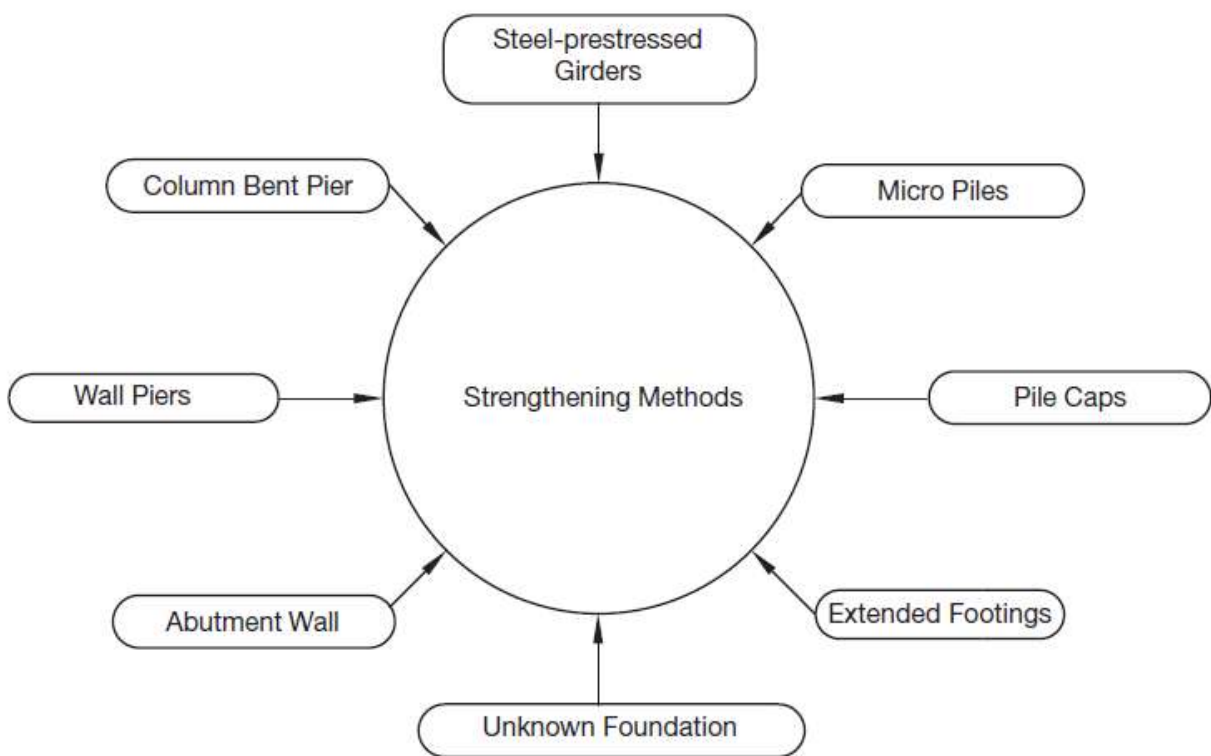 Steel-prestressed
Girders
Column Bent Pier
Micro Piles
Wall Piers
Strengthening Methods
Pile Caps
Abutment Wall
Extended Footings
Unknown Foundation